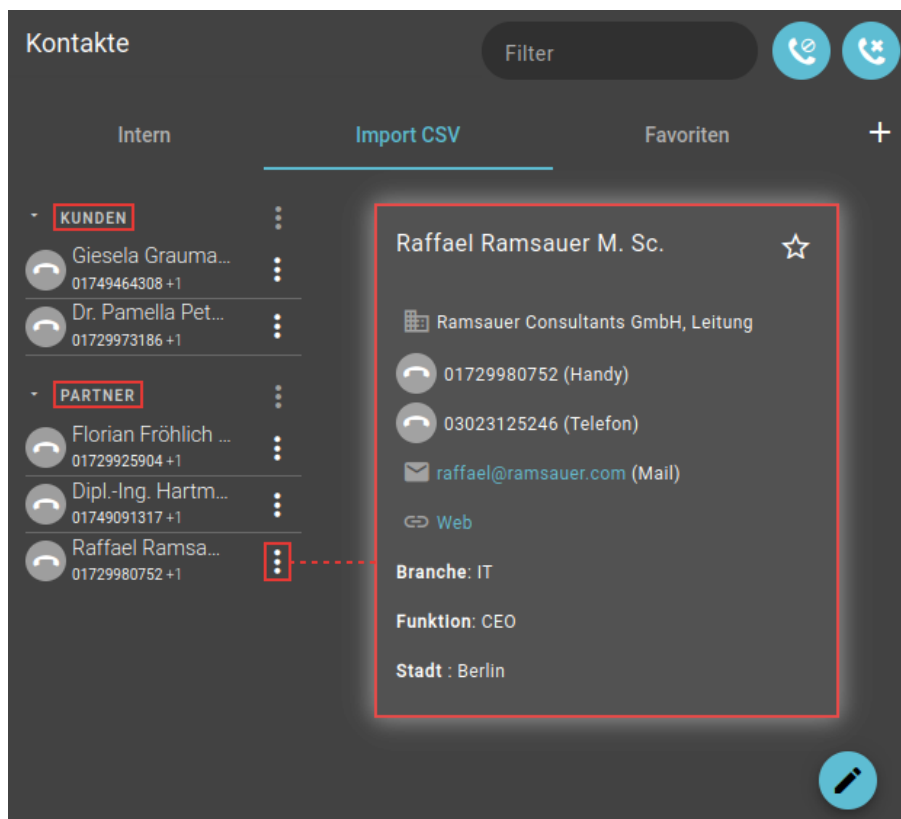 Kontakte
Filter
Intern
Import CSV
Favoriten
KUNDEN
Giesela Grauma...
01749464308 +1
Dr. Pamella Pet...
01729973186 +1
PARTNER
Florian Fröhlich ...
01729925904 +1
Dipl.-Ing. Hartm...
01749091317 +1
Raffael Ramsa...
01729980752 +1
Raffael Ramsauer M. Sc.
Ramsauer Consultants GmbH, Leitung
01729980752 (Handy)
03023125246 (Telefon)
raffael@ramsauer.com (Mail)
Web
Branche: IT
Funktion: CEO
Stadt : Berlin